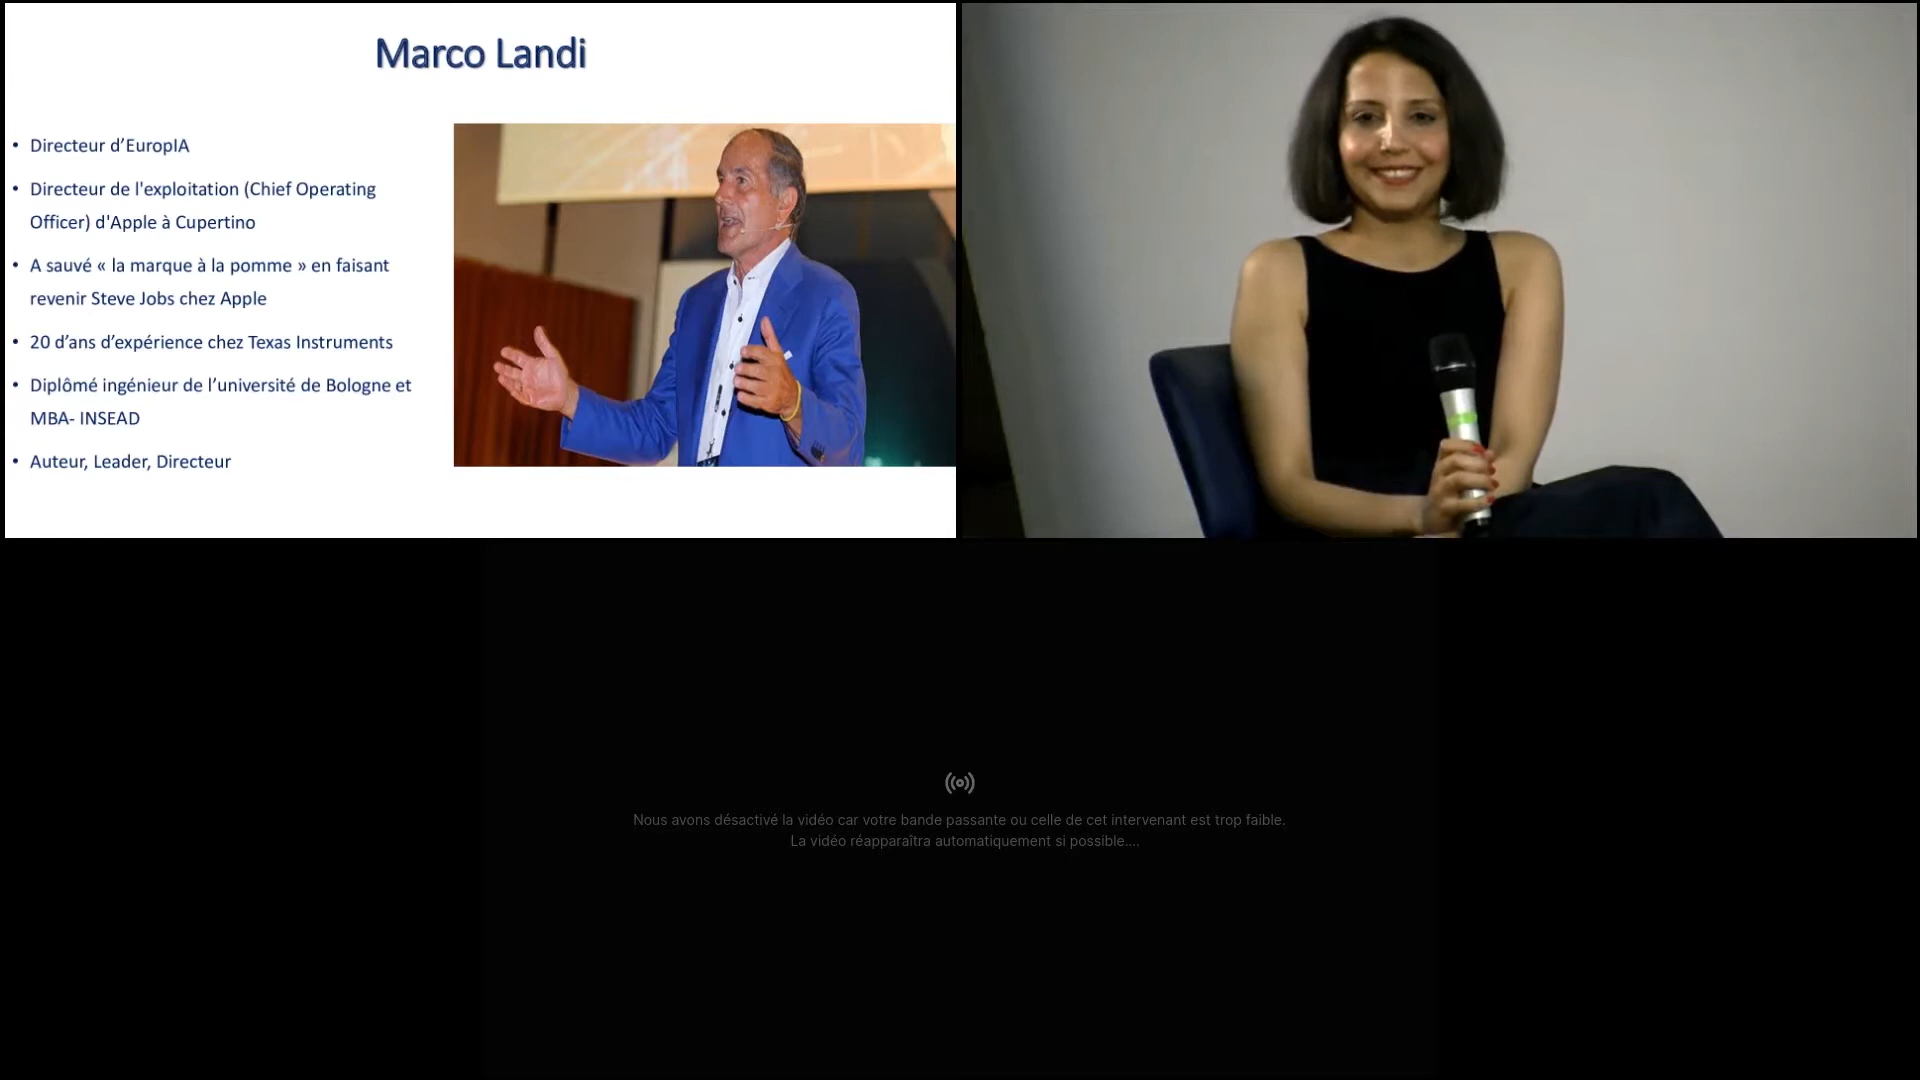 Marco Landi
• Directeur d’EuropIA
• Directeur de l'exploitation (Chief Operating
Officer) d'Apple à Cupertino
• A sauvé « la marque à la pomme » en faisant
revenir Steve Jobs chez Apple
• 20 d’ans d’expérience chez Texas Instruments
• Diplômé ingénieur de l’université de Bologne et
MBA- INSEAD
• Auteur, Leader, Directeur
Nous avons désactivé la vidéo car votre bande passante ou celle de cet intervenant est trop faible.
La vidéo réapparaîtra automatiquement si possible....